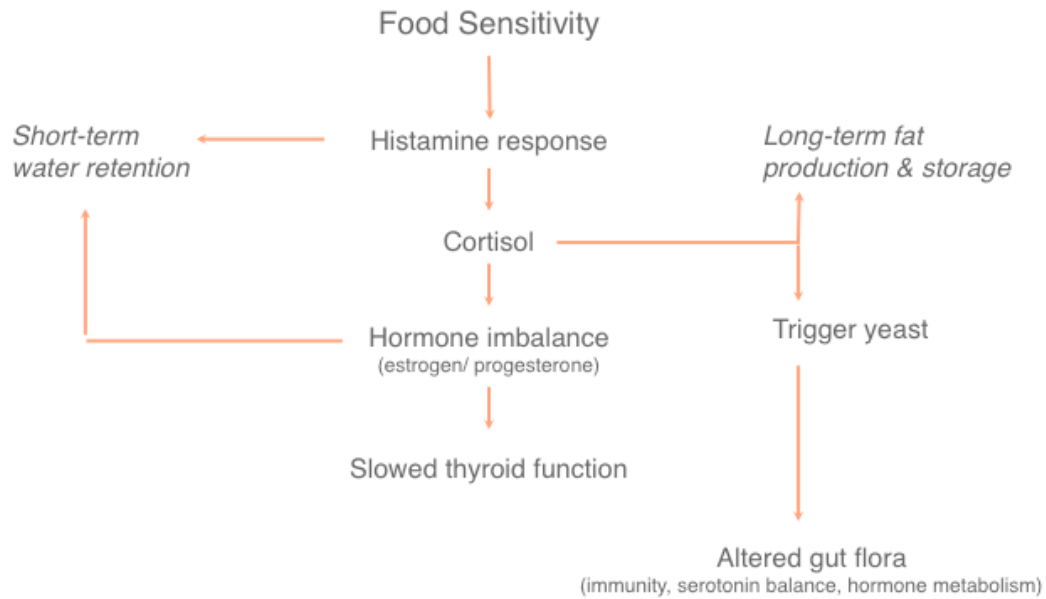 Food Sensitivity
Short-term
water retention
Histamine response
Long-term fat
production & storage
Cortisol
Hormone imbalance
(estrogen/ progesterone)
Trigger yeast
Slowed thyroid function
Altered gut flora
(immunity, serotonin balance, hormone metabolism)